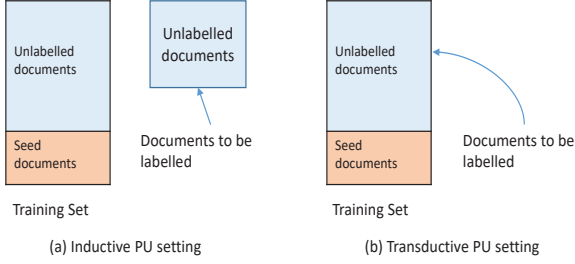 Unlabelled
documents
Seed
documents
Training Set
Unlabelled
documents
Documents to be
labelled
(a) Inductive PU setting
Unlabelled
documents
Seed
documents
Training Set
Documents to be
labelled
(b) Transductive PU setting